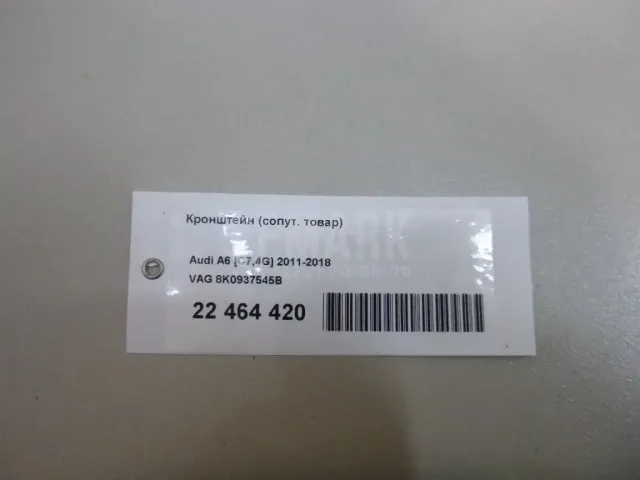 Кронштейн (сопут. товар)
Audi A6 [C7,4G] 2011-2018
VAG 8K0937545B
22 464 420